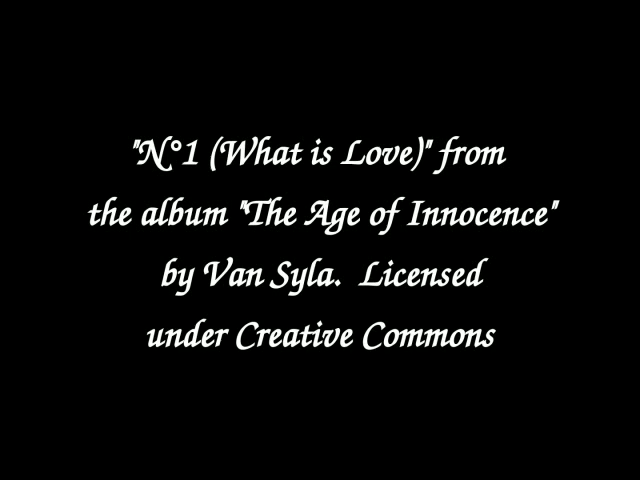 "N°1 (What is Love)" from
the album "The Age of Innocence"
by Van Syla.  Licensed
under Creative Commons